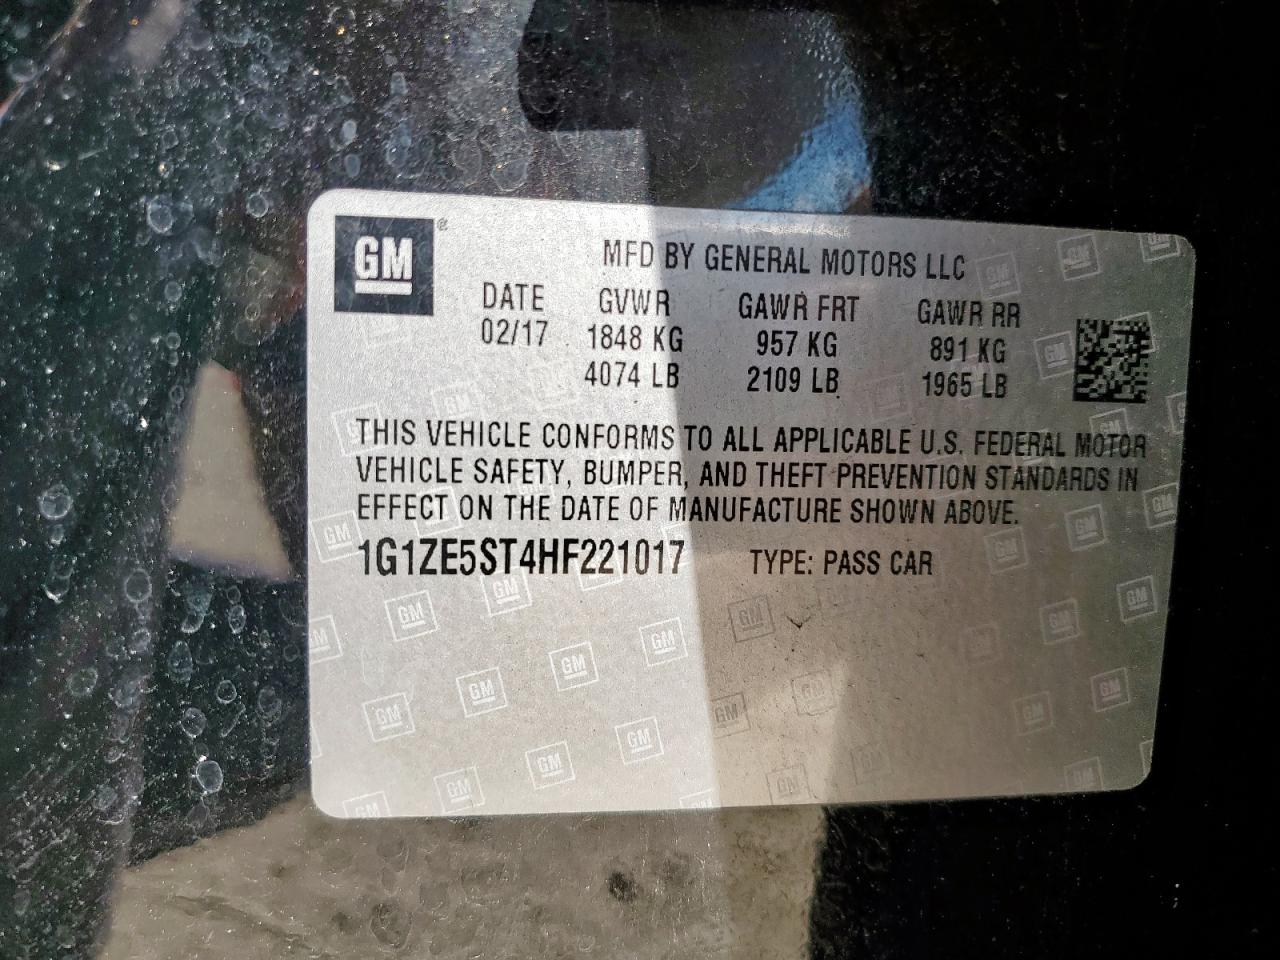 GM ®
MFD BY GENERAL MOTORS LLC
DATE GVWR GAWR FRT GAWR RR
02/17 1848 KG 957 KG 891 KG
4074 LB 2109 LB 1965 LB
THIS VEHICLE CONFORMS TO ALL APPLICABLE U.S. FEDERAL MOTOR
VEHICLE SAFETY, BUMPER, AND THEFT PREVENTION STANDARDS IN
EFFECT ON THE DATE OF MANUFACTURE SHOWN ABOVE.
1G1ZE5ST4HF221017 TYPE: PASS CAR